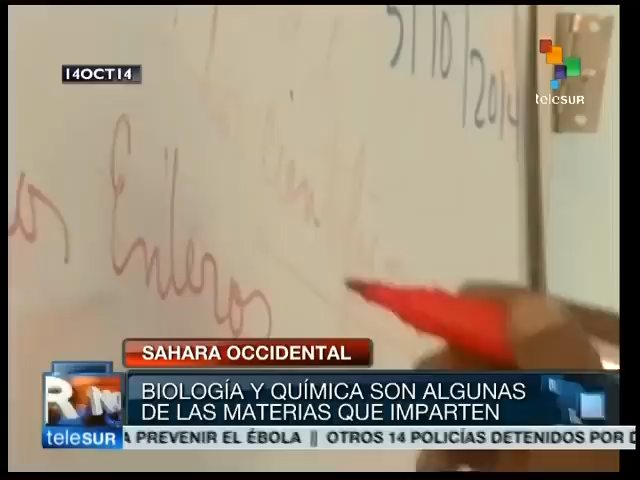 14OCT14
5/10/2014
teleSUR
os Enteros
SAHARA OCCIDENTAL
BIOLOGÍA Y QUÍMICA SON ALGUNAS
DE LAS MATERIAS QUE IMPARTEN
teleSUR
A PREVENIR EL ÉBOLA || OTROS 14 POLICÍAS DETENIDOS POR D